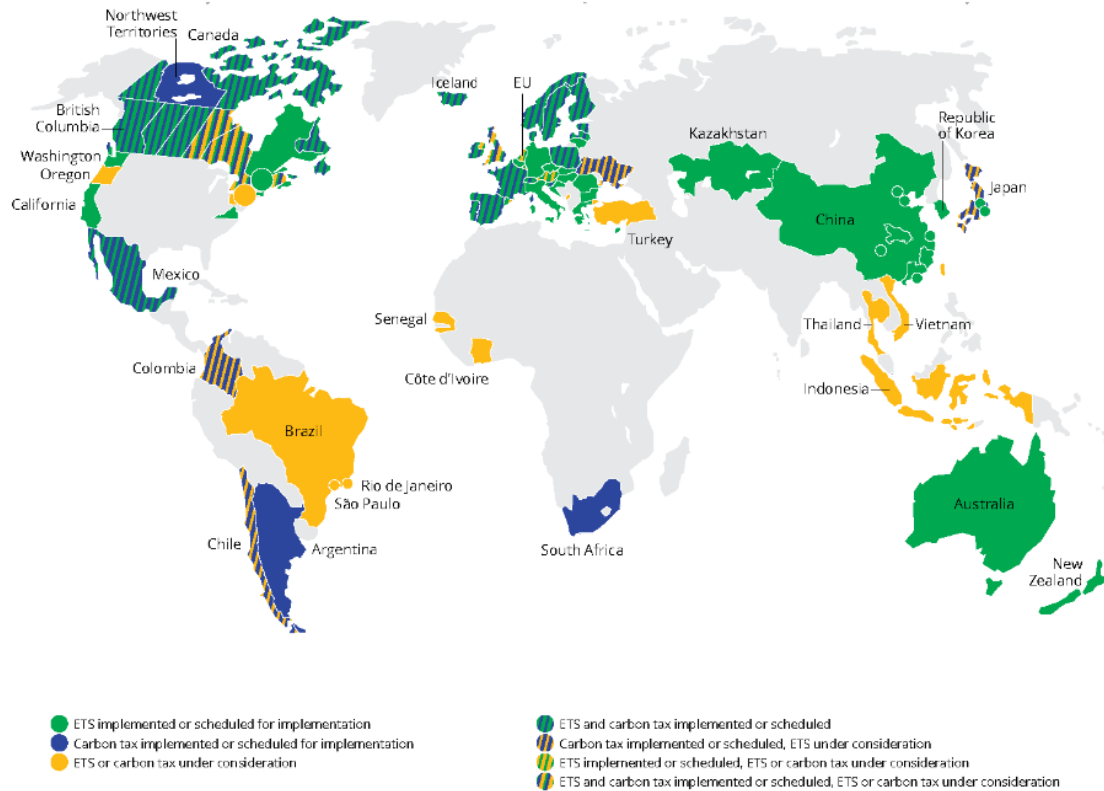 Northwest
Territories
Canada
Iceland
EU
British
Columbia
Kazakhstan
Republic
of Korea
Washington
Oregon
California
Japan
China
Turkey
Mexico
Senegal
Thailand
Vietnam
Colombia
Côte d'Ivoire
Indonesia
Brazil
Rio de Janeiro
São Paulo
Australia
Chile
Argentina
South Africa
New
Zealand
ETS implemented or scheduled for implementation
Carbon tax implemented or scheduled for implementation
ETS or carbon tax under consideration
ETS and carbon tax implemented or scheduled
Carbon tax implemented or scheduled, ETS under consideration
ETS implemented or scheduled, ETS or carbon tax under consideration
ETS and carbon tax implemented or scheduled, ETS or carbon tax under consideration